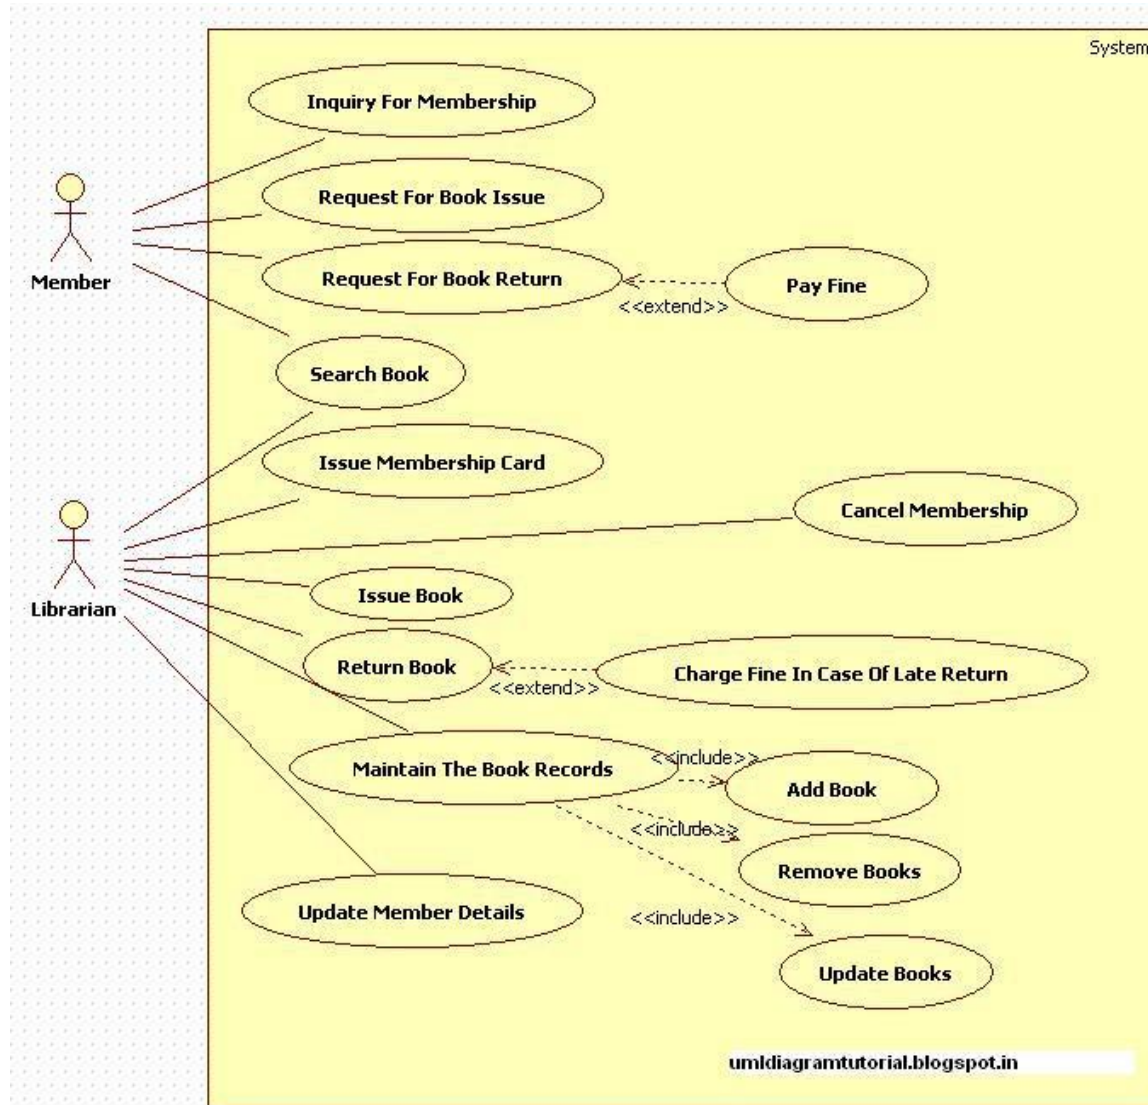 System
Inquiry For Membership
Request For Book Issue
Member
Request For Book Return
Pay Fine
<<extend>>
Search Book
Issue Membership Card
Cancel Membership
Librarian
Issue Book
Return Book
<<extend>>
Charge Fine In Case Of Late Return
Maintain The Book Records
<<include>>
Add Book
<<include>>
Remove Books
Update Member Details
<<include>>
Update Books
umldiagramtutorial.blogspot.in